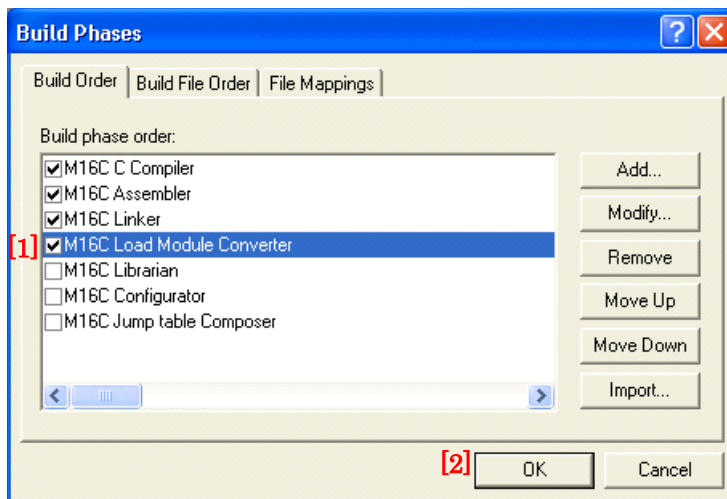 Build Phases
Build Order
Build File Order
File Mappings
Build phase order:
M16C C Compiler
M16C Assembler
M16C Linker
[1] M16C Load Module Converter
M16C Librarian
M16C Configurator
M16C Jump table Composer
Add...
Modify...
Remove
Move Up
Move Down
Import...
[2] OK
Cancel